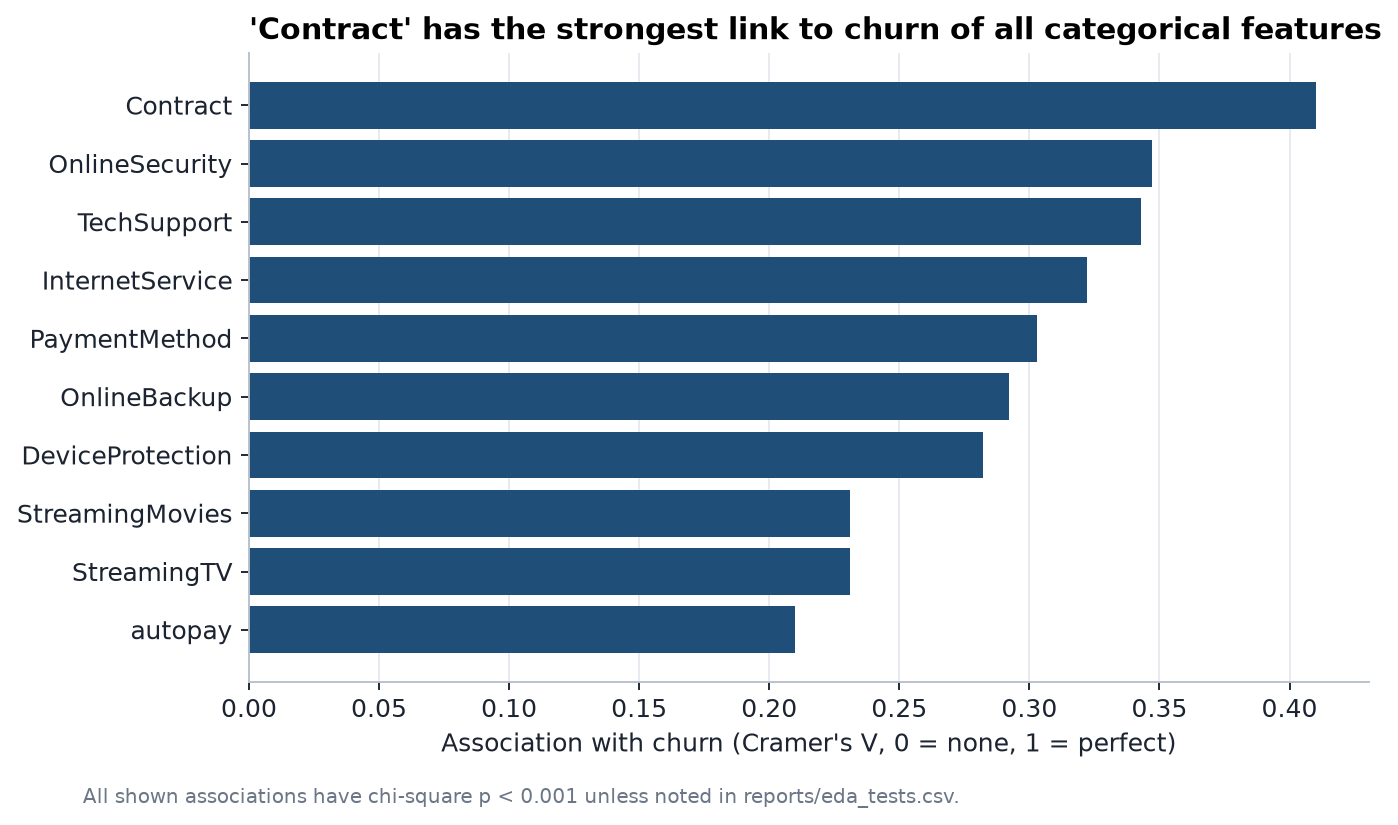 'Contract' has the strongest link to churn of all categorical features
Contract
OnlineSecurity
TechSupport
InternetService
PaymentMethod
OnlineBackup
DeviceProtection
StreamingMovies
StreamingTV
autopay
0.00 0.05 0.10 0.15 0.20 0.25 0.30 0.35 0.40
Association with churn (Cramer's V, 0 = none, 1 = perfect)
All shown associations have chi-square p < 0.001 unless noted in reports/eda_tests.csv.